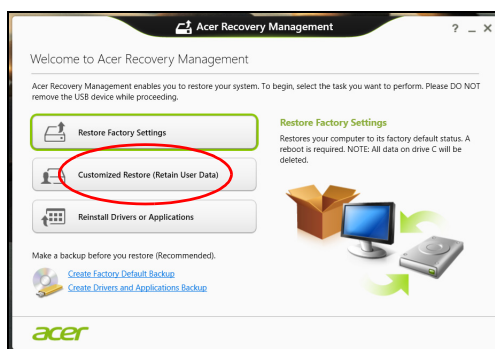 Acer Recovery Management
? _ X
Welcome to Acer Recovery Management
Acer Recovery Management enables you to restore your system. To begin, select the task you want to perform. Please DO NOT
remove the USB device while proceeding.
Restore Factory Settings
Customized Restore (Retain User Data)
Reinstall Drivers or Applications
Restore Factory Settings
Restores your computer to its factory default status. A
reboot is required. NOTE: All data on drive C will be
deleted.
Make a backup before you restore (Recommended).
Create Factory Default Backup
Create Drivers and Applications Backup
acer